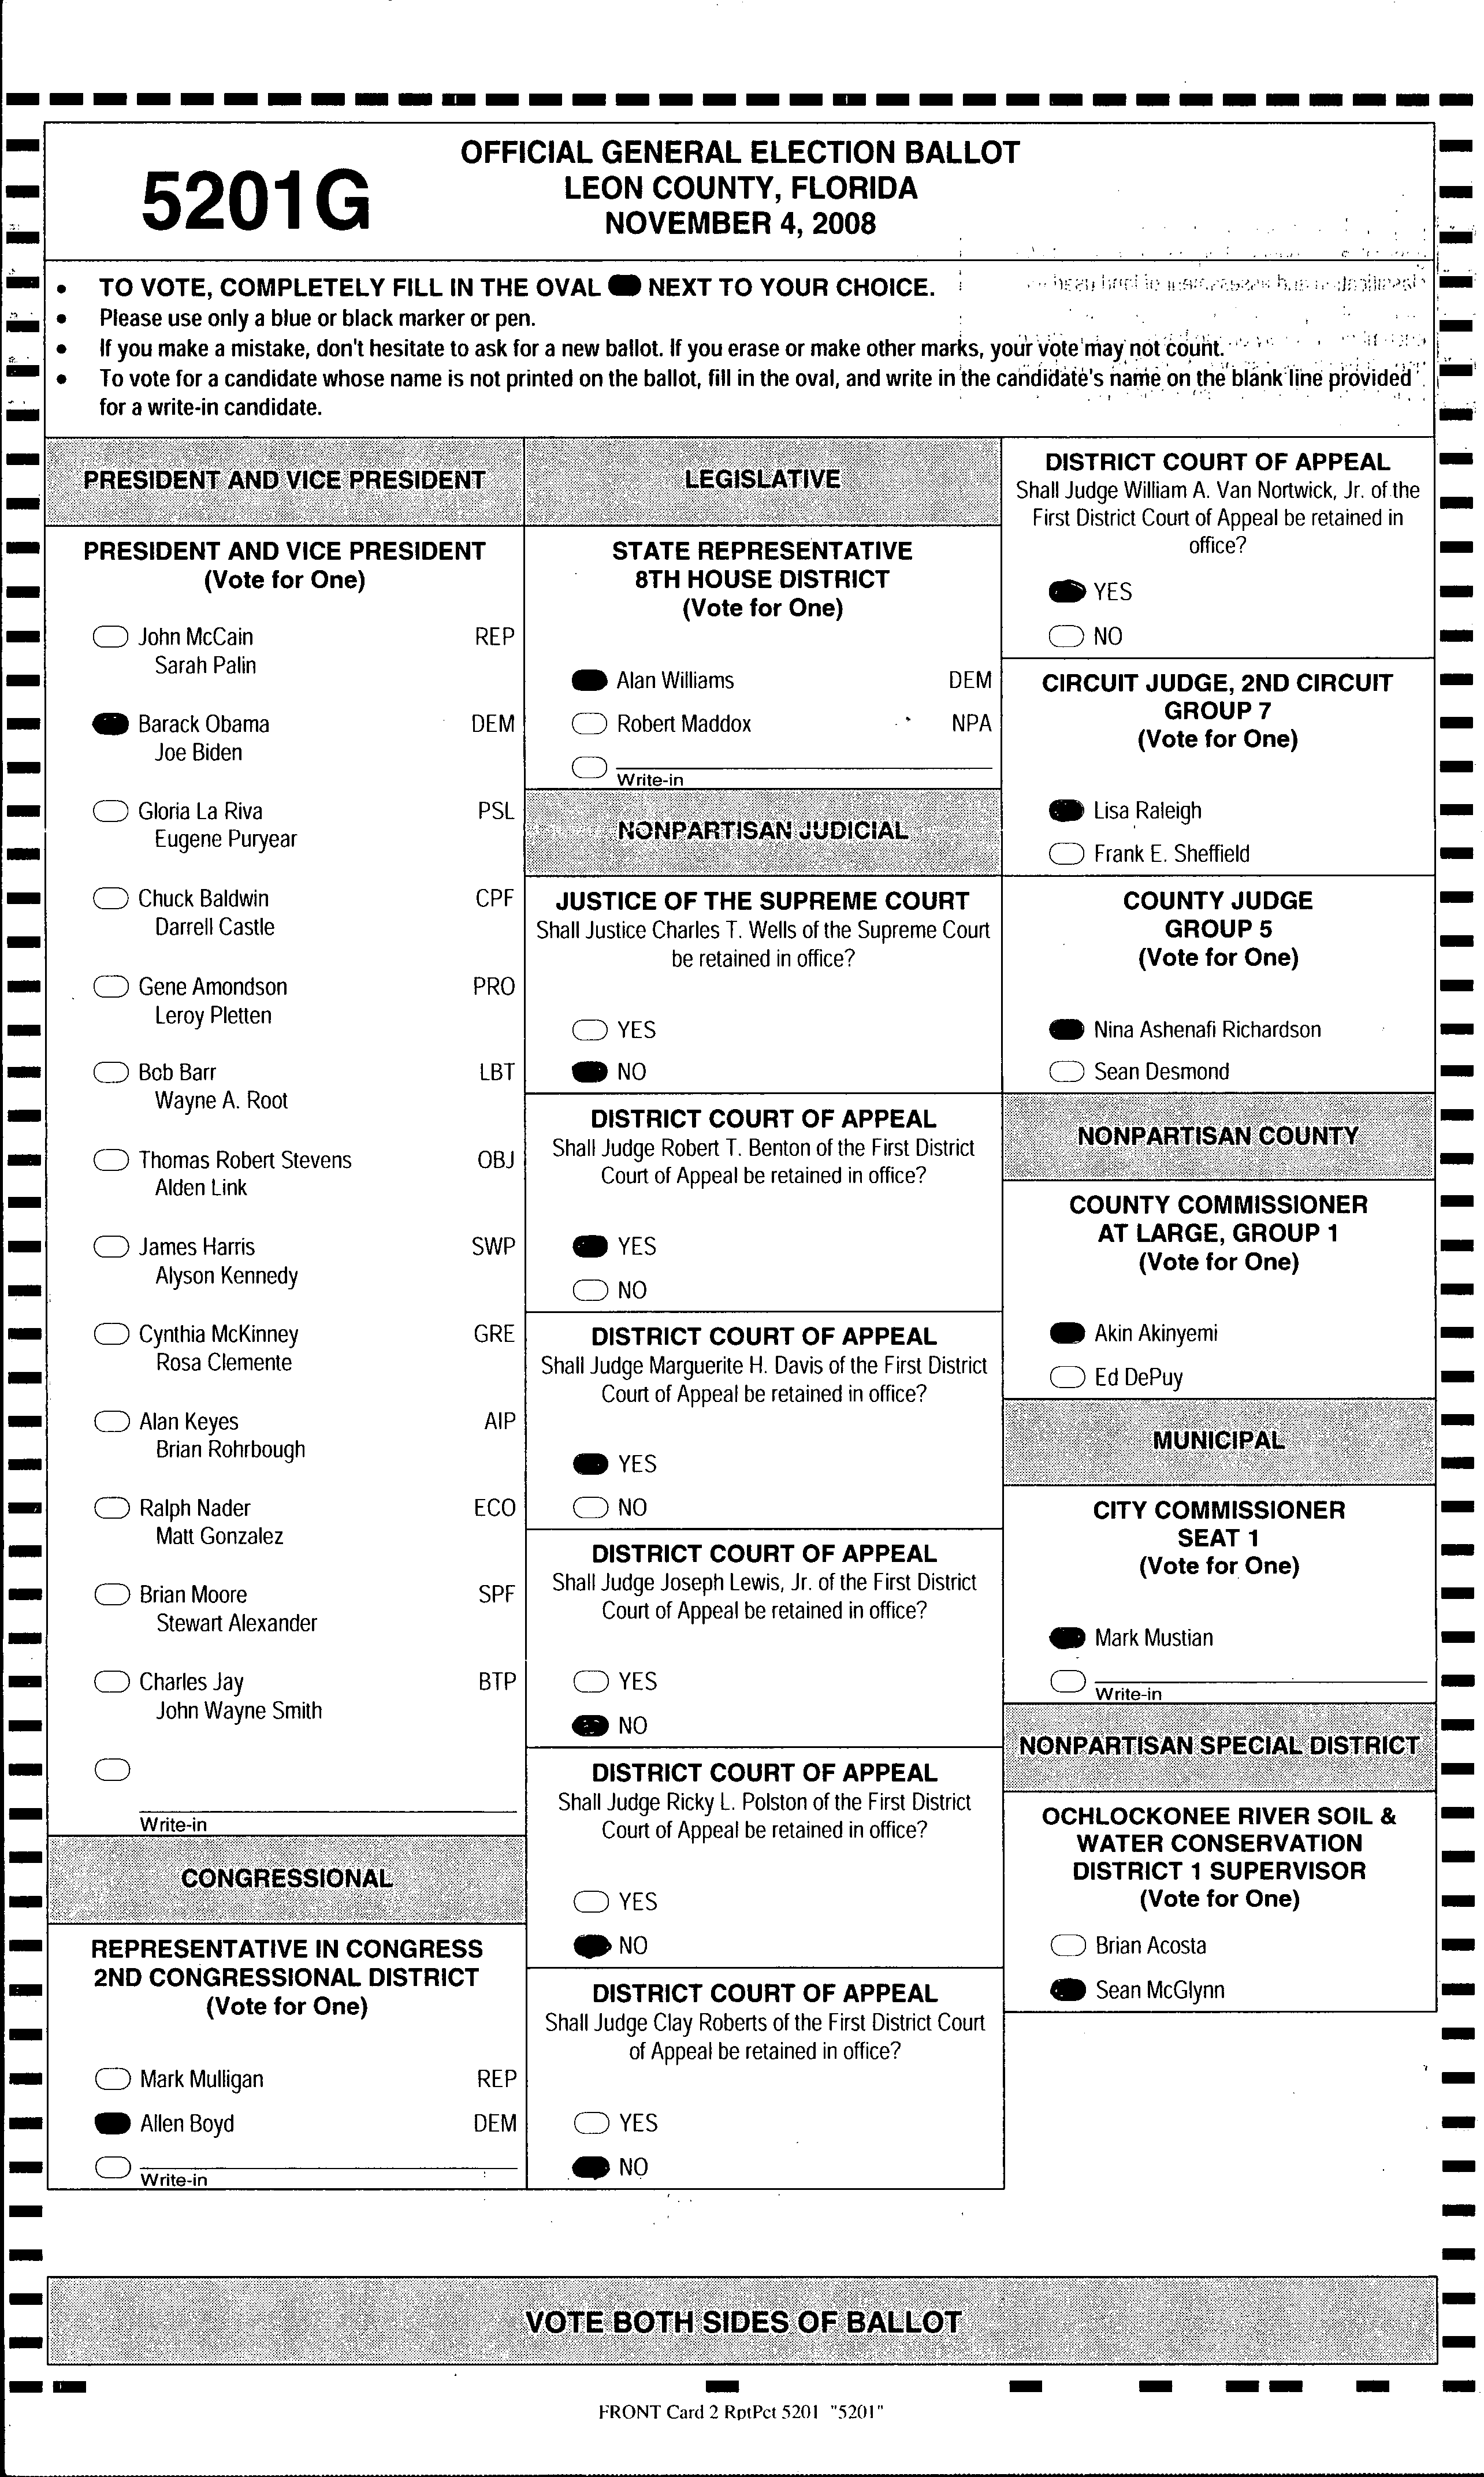 5201G
OFFICIAL GENERAL ELECTION BALLOT
LEON COUNTY, FLORIDA
NOVEMBER 4, 2008
• TO VOTE, COMPLETELY FILL IN THE OVAL NEXT TO YOUR CHOICE.
• Please use only a blue or black marker or pen.
• If you make a mistake, don't hesitate to ask for a new ballot. If you erase or make other marks, your vote may not count.
• To vote for a candidate whose name is not printed on the ballot, fill in the oval, and write in the candidate's name on the blank line provided
for a write-in candidate.
PRESIDENT AND VICE PRESIDENT
PRESIDENT AND VICE PRESIDENT
(Vote for One)
John McCain REP
Sarah Palin
Barack Obama DEM
Joe Biden
Gloria La Riva PSL
Eugene Puryear
Chuck Baldwin CPF
Darrell Castle
Gene Amondson PRO
Leroy Pletten
Bob Barr LBT
Wayne A. Root
Thomas Robert Stevens OBJ
Alden Link
James Harris SWP
Alyson Kennedy
Cynthia McKinney GRE
Rosa Clemente
Alan Keyes AIP
Brian Rohrbough
Ralph Nader ECO
Matt Gonzalez
Brian Moore SPF
Stewart Alexander
Charles Jay BTP
John Wayne Smith
Write-in
CONGRESSIONAL
REPRESENTATIVE IN CONGRESS
2ND CONGRESSIONAL DISTRICT
(Vote for One)
Mark Mulligan REP
Allen Boyd DEM
Write-in
LEGISLATIVE
STATE REPRESENTATIVE
8TH HOUSE DISTRICT
(Vote for One)
Alan Williams DEM
Robert Maddox NPA
Write-in
NONPARTISAN JUDICIAL
JUSTICE OF THE SUPREME COURT
Shall Justice Charles T. Wells of the Supreme Court
be retained in office?
YES
NO
DISTRICT COURT OF APPEAL
Shall Judge Robert T. Benton of the First District
Court of Appeal be retained in office?
YES
NO
DISTRICT COURT OF APPEAL
Shall Judge Marguerite H. Davis of the First District
Court of Appeal be retained in office?
YES
NO
DISTRICT COURT OF APPEAL
Shall Judge Joseph Lewis, Jr. of the First District
Court of Appeal be retained in office?
YES
NO
DISTRICT COURT OF APPEAL
Shall Judge Ricky L. Polston of the First District
Court of Appeal be retained in office?
YES
NO
DISTRICT COURT OF APPEAL
Shall Judge Clay Roberts of the First District Court
of Appeal be retained in office?
YES
NO
DISTRICT COURT OF APPEAL
Shall Judge William A. Van Nortwick, Jr. of the
First District Court of Appeal be retained in
office?
YES
NO
CIRCUIT JUDGE, 2ND CIRCUIT
GROUP 7
(Vote for One)
Lisa Raleigh
Frank E. Sheffield
COUNTY JUDGE
GROUP 5
(Vote for One)
Nina Ashenafi Richardson
Sean Desmond
NONPARTISAN COUNTY
COUNTY COMMISSIONER
AT LARGE, GROUP 1
(Vote for One)
Akin Akinyemi
Ed DePuy
MUNICIPAL
CITY COMMISSIONER
SEAT 1
(Vote for One)
Mark Mustian
Write-in
NONPARTISAN SPECIAL DISTRICT
OCHLOCKONEE RIVER SOIL &
WATER CONSERVATION
DISTRICT 1 SUPERVISOR
(Vote for One)
Brian Acosta
Sean McGlynn
VOTE BOTH SIDES OF BALLOT
FRONT Card 2 RptPct 5201 "5201"